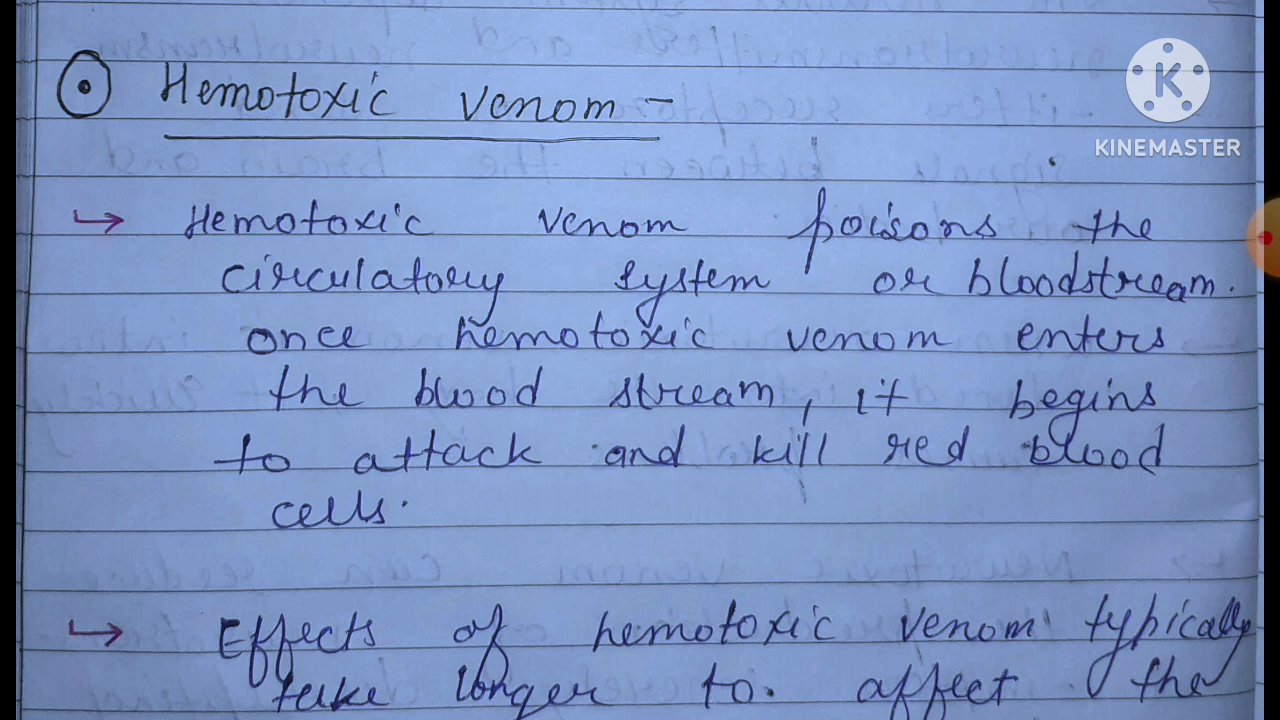 Hemotoxic venom -
KINEMASTER
↳ Hemotoxic venom poisons the
circulatory system or bloodstream.
once hemotoxic venom enters
the blood stream, it begins
to attack and kill red blood
cells.
↳ Effects of hemotoxic venom typically
take longer to affect the